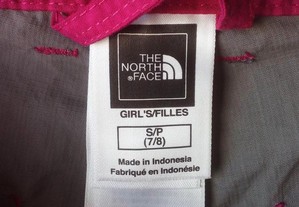 THE
NORTH
FACE
®
GIRL'S/FILLES
S/P
(7/8)
Made in Indonesia
Fabriqué en Indonésie